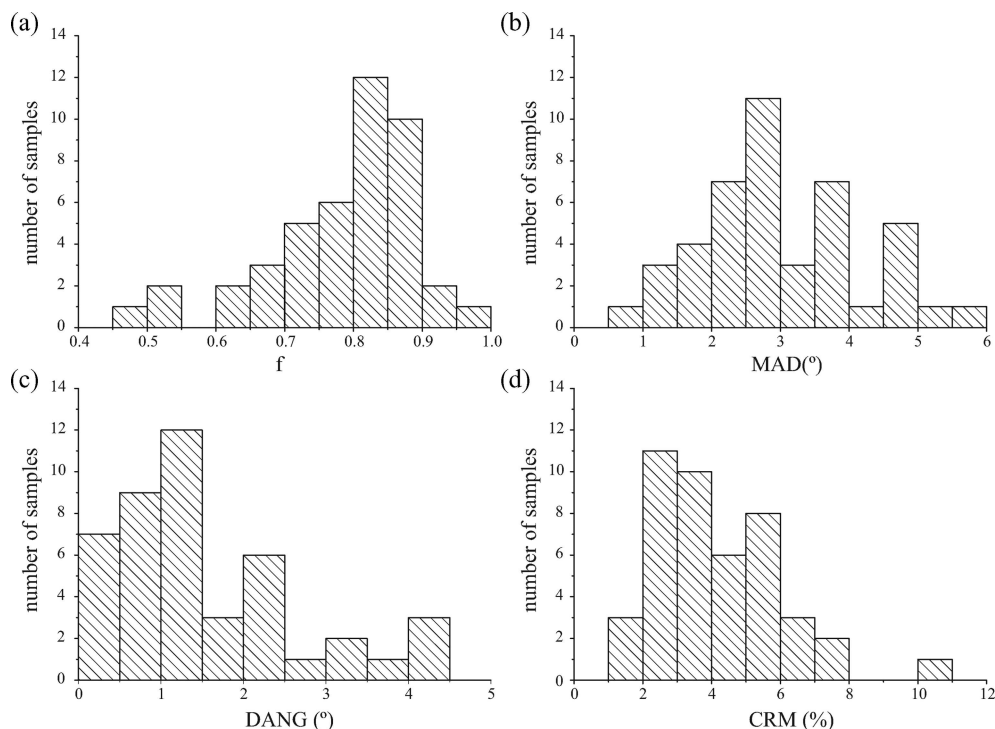 (a)
14
12
10
8
6
4
2
0
number of samples
0.4 0.5 0.6 0.7 0.8 0.9 1.0
f
(b)
14
12
10
8
6
4
2
0
number of samples
0 1 2 3 4 5 6
MAD(º)
(c)
14
12
10
8
6
4
2
0
number of samples
0 1 2 3 4 5
DANG (º)
(d)
14
12
10
8
6
4
2
0
number of samples
0 2 4 6 8 10 12
CRM (%)